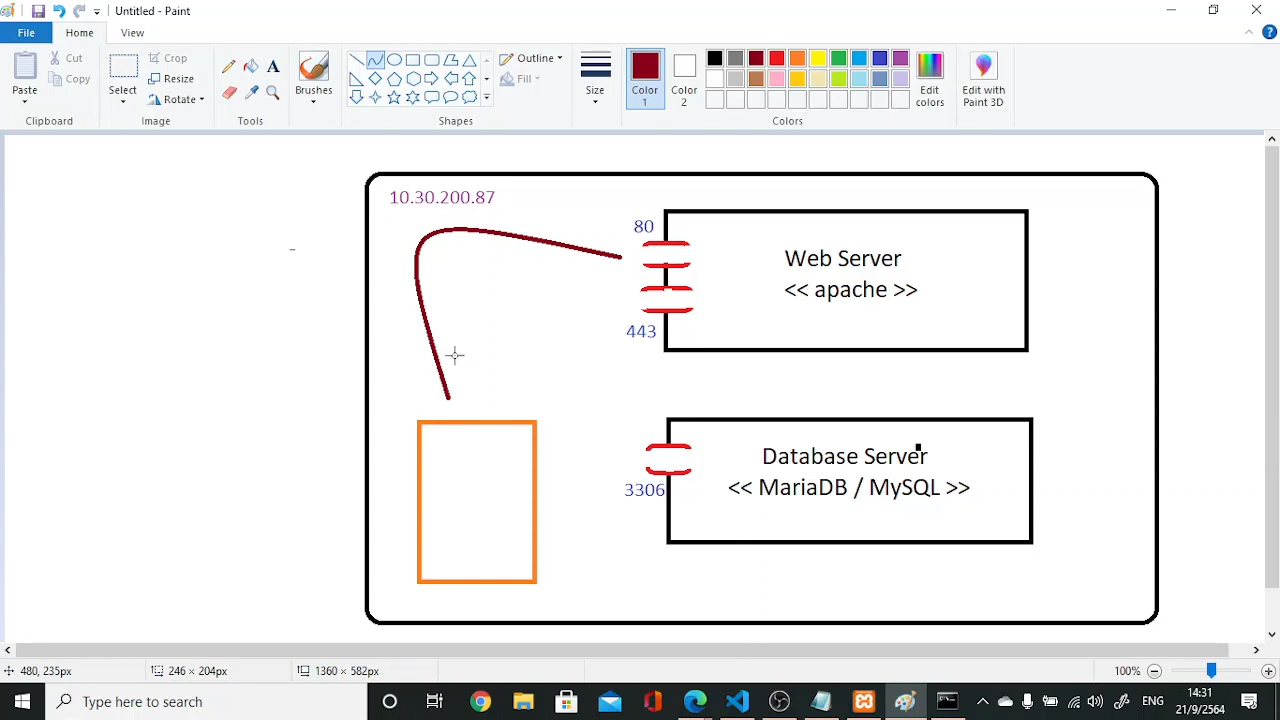 Untitled - Paint
File
Home
View
Paste
Cut
Copy
Clipboard
Select
Crop
Resize
Rotate
Image
A
Tools
Brushes
Outline
Fill
Shapes
Size
Color
1
Color
2
Edit
colors
Colors
Edit with
Paint 3D
10.30.200.87
80
Web Server
<< apache >>
443
Database Server
<< MariaDB / MySQL >>
3306
480, 235px
246 × 204px
1360 × 582px
100%
Type here to search
ENG
14:31
21/9/2564